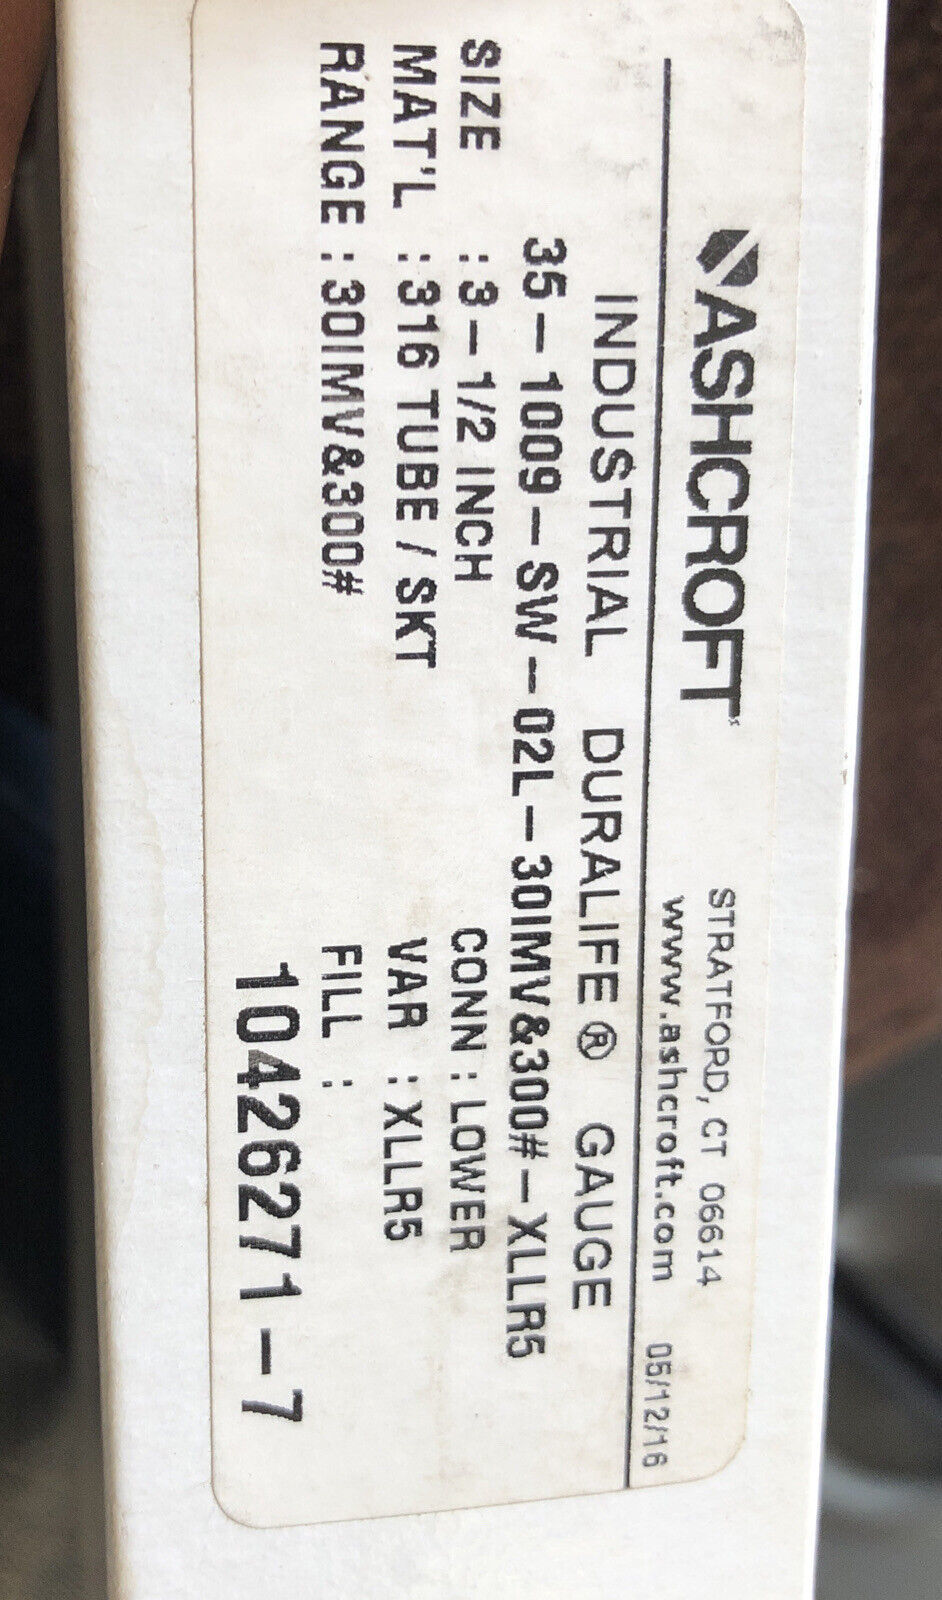 ASHCROFT
STRATFORD, CT 06614
www.ashcroft.com 05/12/16
INDUSTRIAL DURALIFE® GAUGE
35-1009-SW-02L-30IMV&300#-XLLR5
SIZE : 3-1/2 INCH CONN : LOWER
MAT'L : 316 TUBE / SKT VAR : XLLR5
RANGE : 30IMV&300# FILL :
10426271-7